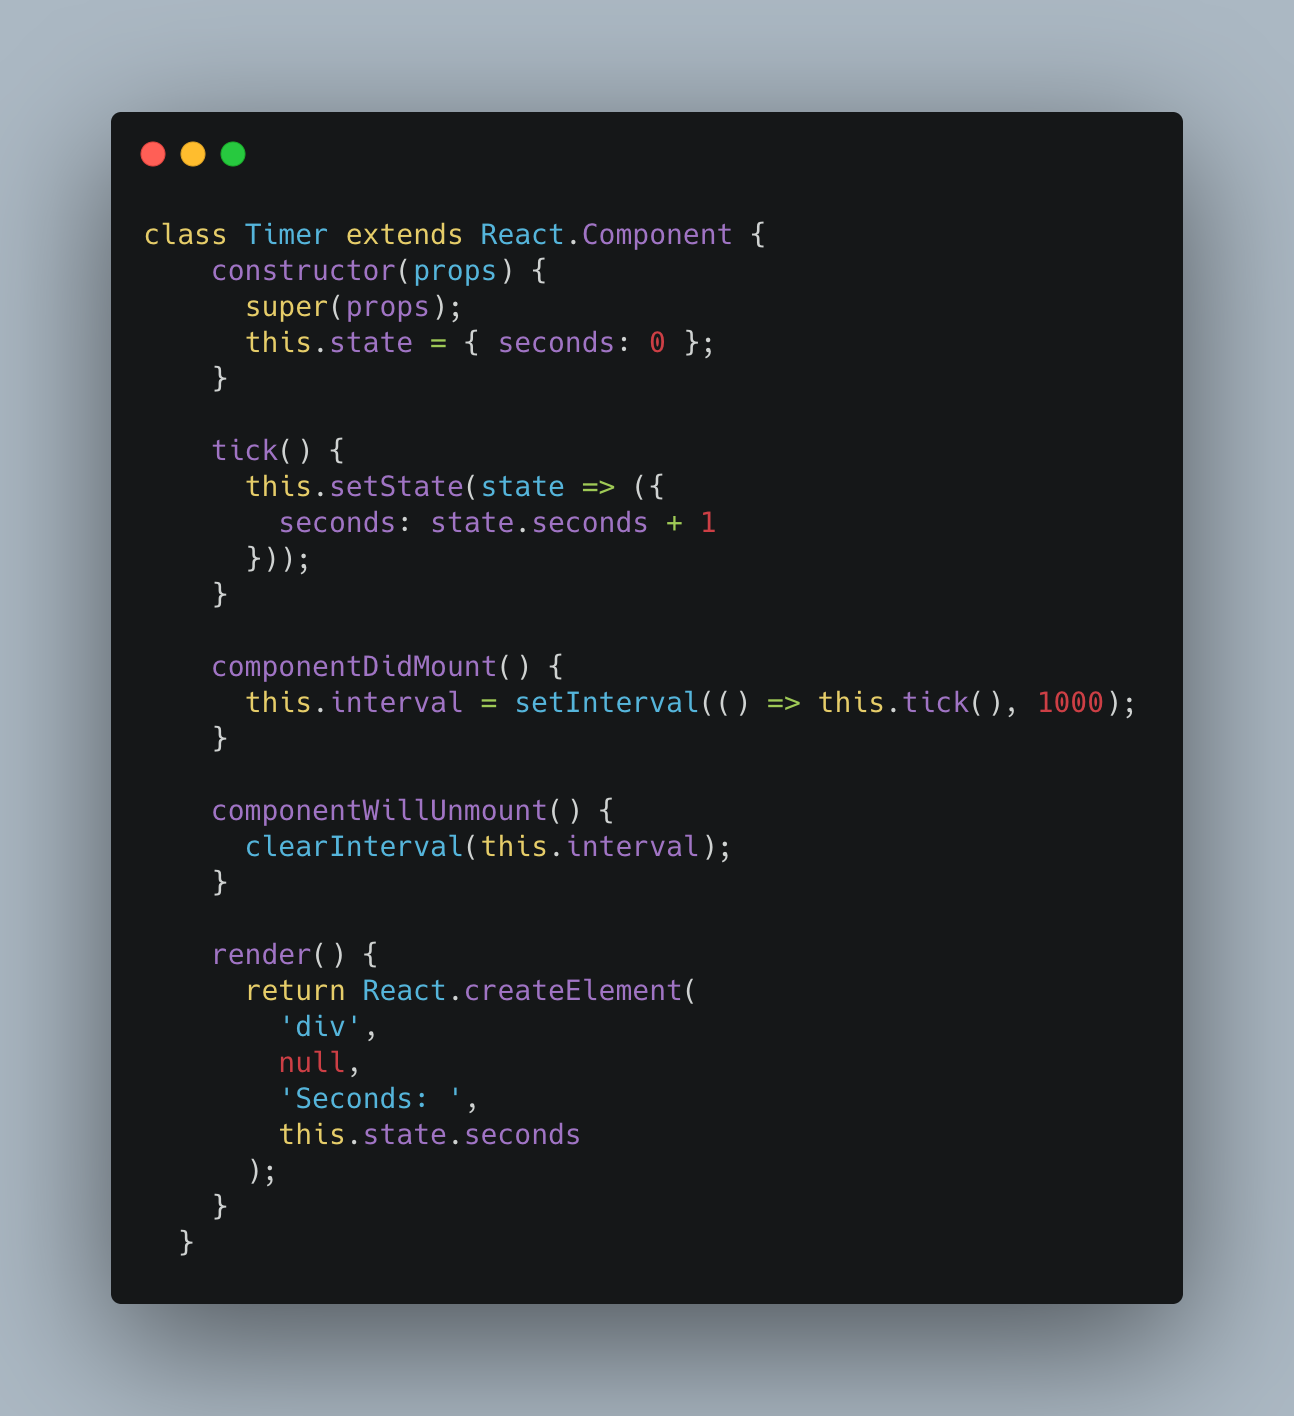 class Timer extends React.Component {
    constructor(props) {
      super(props);
      this.state = { seconds: 0 };
    }

    tick() {
      this.setState(state => ({
        seconds: state.seconds + 1
      }));
    }

    componentDidMount() {
      this.interval = setInterval(() => this.tick(), 1000);
    }

    componentWillUnmount() {
      clearInterval(this.interval);
    }

    render() {
      return React.createElement(
        'div',
        null,
        'Seconds: ',
        this.state.seconds
      );
    }
  }